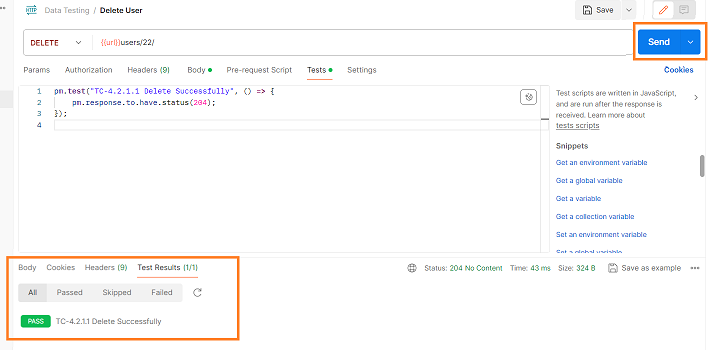 HTTP
Data Testing / Delete User
Save
DELETE
{{url}}users/22/
Send
Params
Authorization
Headers (9)
Body
Pre-request Script
Tests
Settings
Cookies
1 pm.test("TC-4.2.1.1 Delete Successfully", () => {
2 pm.response.to.have.status(204);
3 });
4
Test scripts are written in JavaScript,
and are run after the response is
received. Learn more about
tests scripts
Snippets
Get an environment variable
Get a global variable
Get a variable
Get a collection variable
Set an environment variable
Set a global variable
Body
Cookies
Headers (9)
Test Results (1/1)
Status: 204 No Content
Time: 43 ms
Size: 324 B
Save as example
All
Passed
Skipped
Failed
PASS
TC-4.2.1.1 Delete Successfully